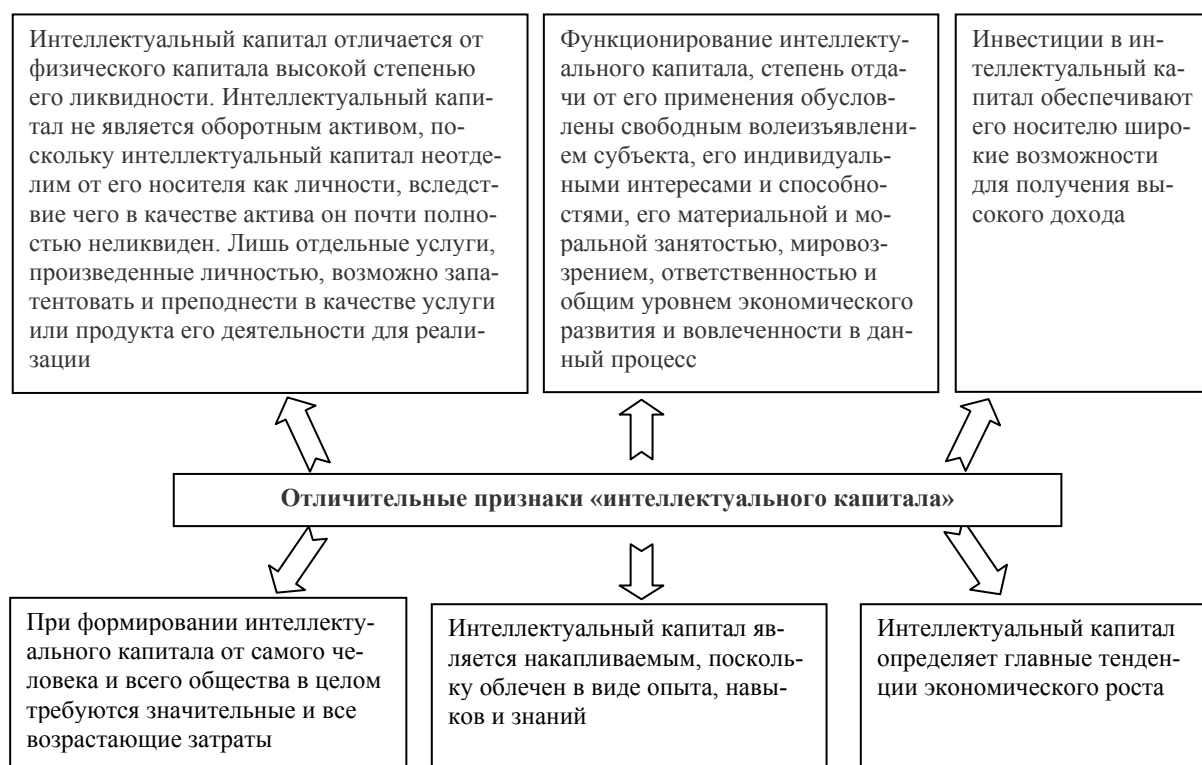 Интеллектуальный капитал отличается от
физического капитала высокой степенью
его ликвидности. Интеллектуальный капи-
тал не является оборотным активом, по-
скольку интеллектуальный капитал неотде-
лим от его носителя как личности, вследст-
вие чего в качестве актива он почти полно-
стью неликвиден. Лишь отдельные услуги,
произведенные личностью, возможно запа-
тентовать и преподнести в качестве услуги
или продукта его деятельности для реали-
зации
Функционирование интеллекту-
ального капитала, степень отда-
чи от его применения обуслов-
лены свободным волеизъявлени-
ем субъекта, его индивидуаль-
ными интересами и способно-
стями, его материальной и мо-
ральной занятостью, мировоз-
зрением, ответственностью и
общим уровнем экономического
развития и вовлеченности в дан-
ный процесс
Инвестиции в ин-
теллектуальный ка-
питал обеспечивают
его носителю широ-
кие возможности
для получения вы-
сокого дохода
Отличительные признаки «интеллектуального капитала»
При формировании интеллекту-
ального капитала от самого че-
ловека и всего общества в целом
требуются значительные и все
возрастающие затраты
Интеллектуальный капитал яв-
ляется накапливаемым, посколь-
ку облечен в виде опыта, навы-
ков и знаний
Интеллектуальный капитал
определяет главные тенден-
ции экономического роста